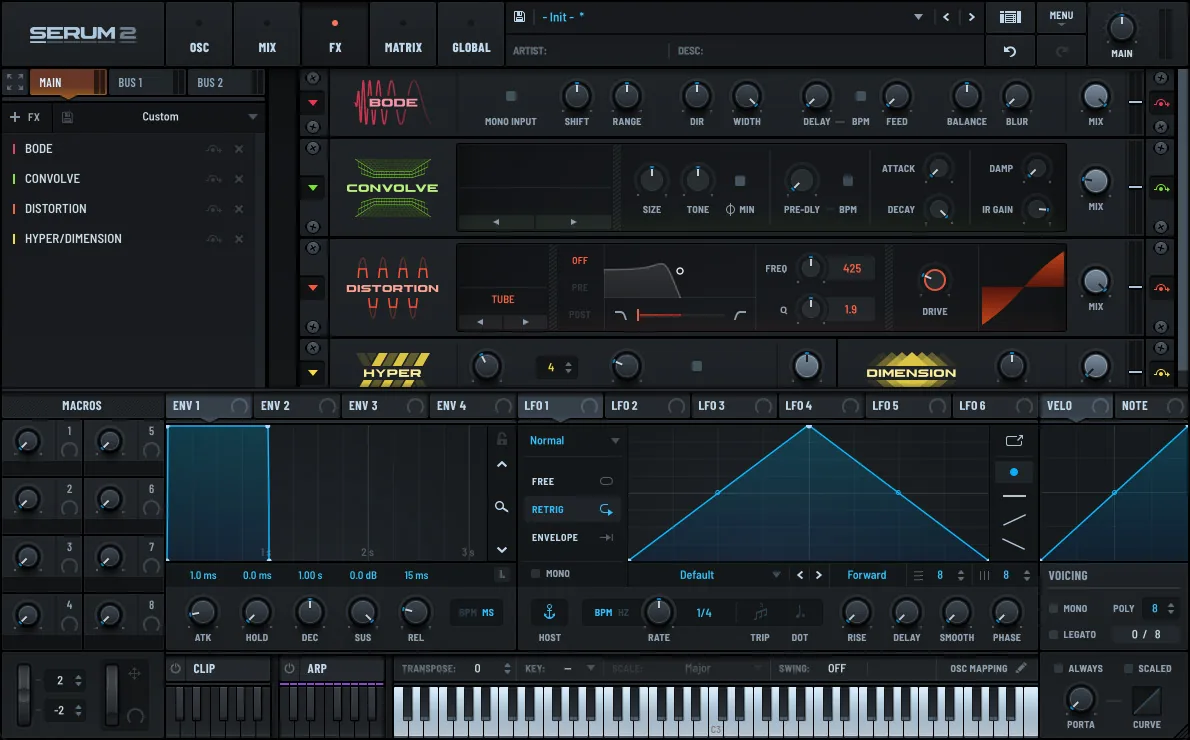 SERUM 2
OSC MIX FX MATRIX GLOBAL
- Init - *
MENU
ARTIST: DESC:
MAIN
MAIN BUS 1 BUS 2
+ FX Custom
BODE
CONVOLVE
DISTORTION
HYPER/DIMENSION
BODE
MONO INPUT SHIFT RANGE DIR WIDTH DELAY BPM FEED BALANCE BLUR MIX
CONVOLVE
SIZE TONE MIN PRE-DLY BPM
ATTACK DAMP
DECAY IR GAIN
MIX
DISTORTION
TUBE
OFF
PRE
POST
FREQ 425
Q 1.9
DRIVE
MIX
HYPER
4
DIMENSION
MACROS
1 5
2 6
3 7
4 8
ENV 1 ENV 2 ENV 3 ENV 4
1s 2s 3s
1.0 ms 0.0 ms 1.00 s 0.0 dB 15 ms L
BPM MS
ATK HOLD DEC SUS REL
LFO 1 LFO 2 LFO 3 LFO 4 LFO 5 LFO 6
Normal
FREE
RETRIG
ENVELOPE
MONO
Default Forward 8 8
BPM HZ 1/4
HOST RATE TRIP DOT RISE DELAY SMOOTH PHASE
VELO NOTE
VOICING
MONO POLY 8
LEGATO 0 / 8
2
-2
CLIP ARP
TRANSPOSE: 0 KEY: – SCALE: Major SWING: OFF OSC MAPPING
C3
ALWAYS SCALED
PORTA CURVE